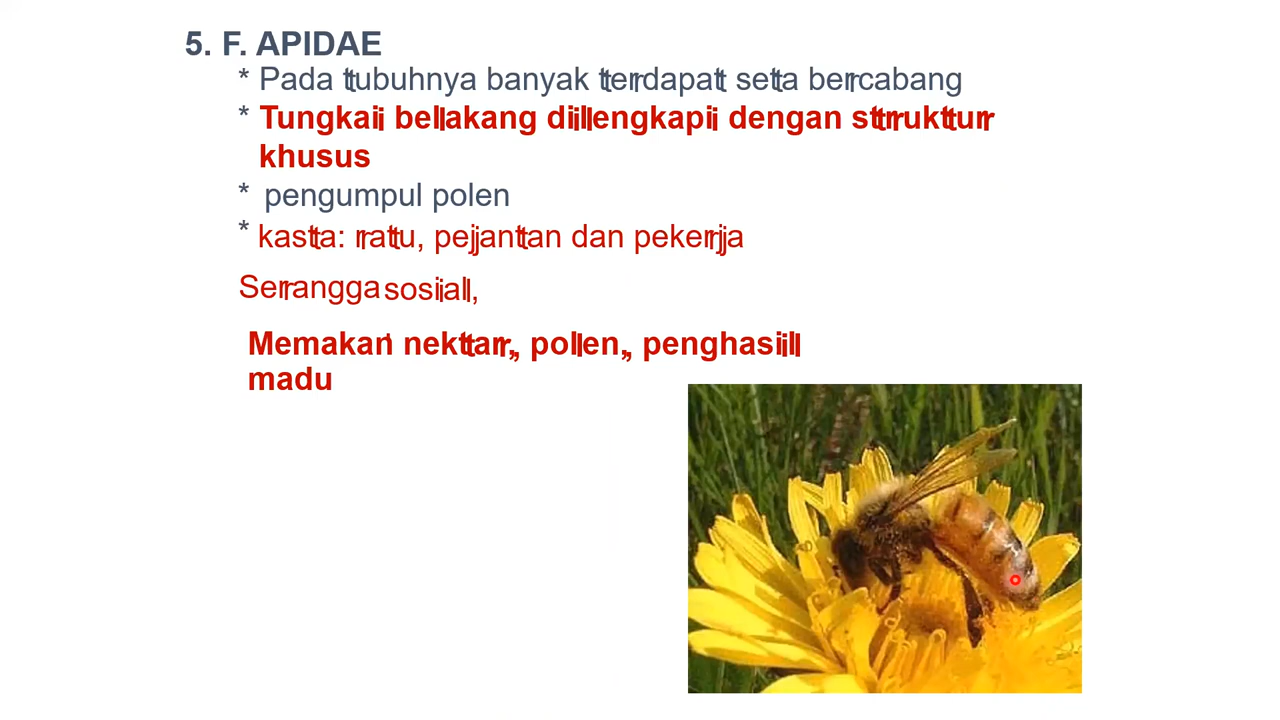 5. F. APIDAE
* Pada tubuhnya banyak terdapat seta bercabang
* Tungkai belakang dilengkapi dengan struktur
khusus
* pengumpul polen
* kasta: ratu, pejantan dan pekerja
Serangga sosial,
Memakan nektar, polen, penghasil
madu